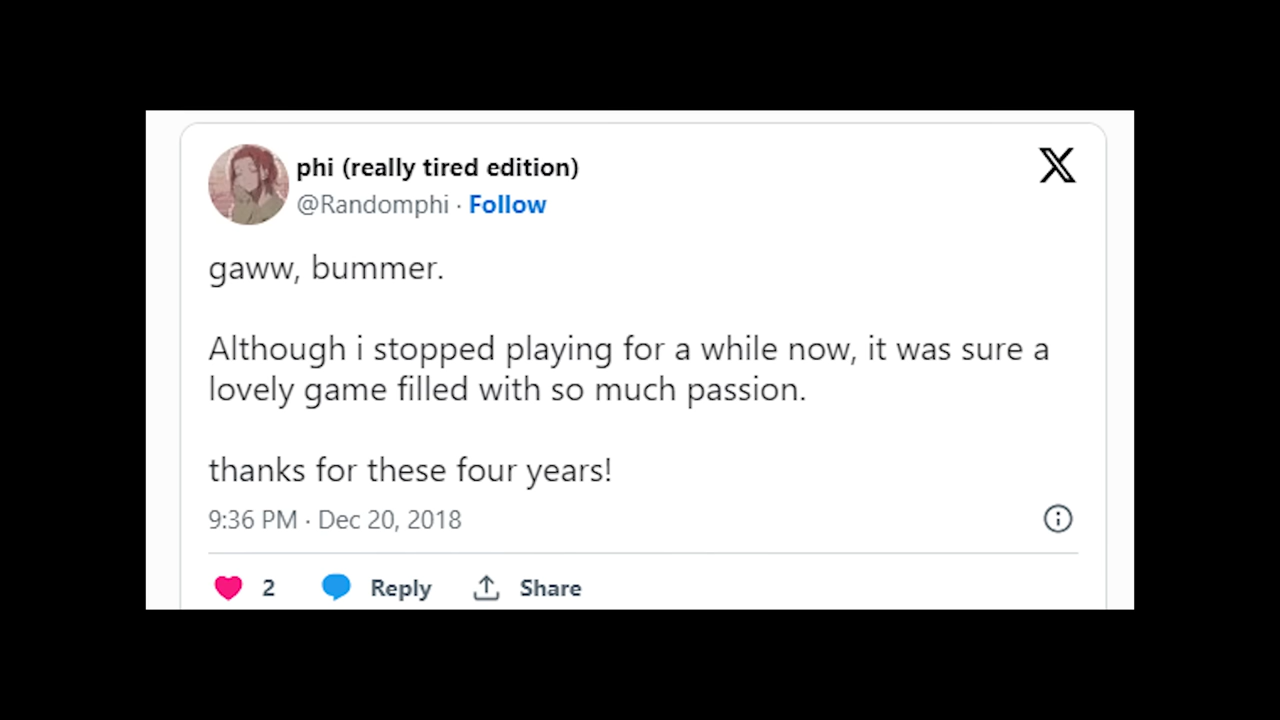 phi (really tired edition)
@Randomphi · Follow
gaww, bummer.
Although i stopped playing for a while now, it was sure a
lovely game filled with so much passion.
thanks for these four years!
9:36 PM · Dec 20, 2018
2 Reply Share